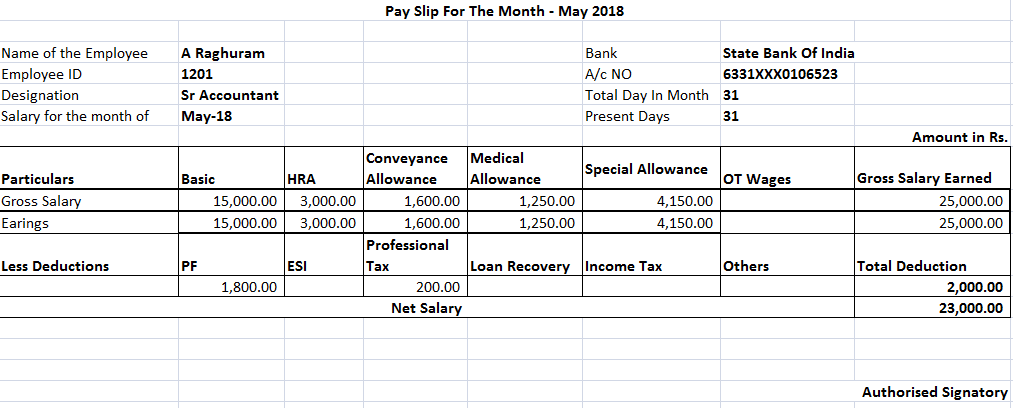 Pay Slip For The Month - May 2018
Name of the Employee A Raghuram Bank State Bank Of India
Employee ID 1201 A/c NO 6331XXX0106523
Designation Sr Accountant Total Day In Month 31
Salary for the month of May-18 Present Days 31
Amount in Rs.
Particulars Basic HRA Conveyance Allowance Medical Allowance Special Allowance OT Wages Gross Salary Earned
Gross Salary 15,000.00 3,000.00 1,600.00 1,250.00 4,150.00 25,000.00
Earings 15,000.00 3,000.00 1,600.00 1,250.00 4,150.00 25,000.00
Less Deductions PF ESI Professional Tax Loan Recovery Income Tax Others Total Deduction
1,800.00 200.00 2,000.00
Net Salary 23,000.00
Authorised Signatory